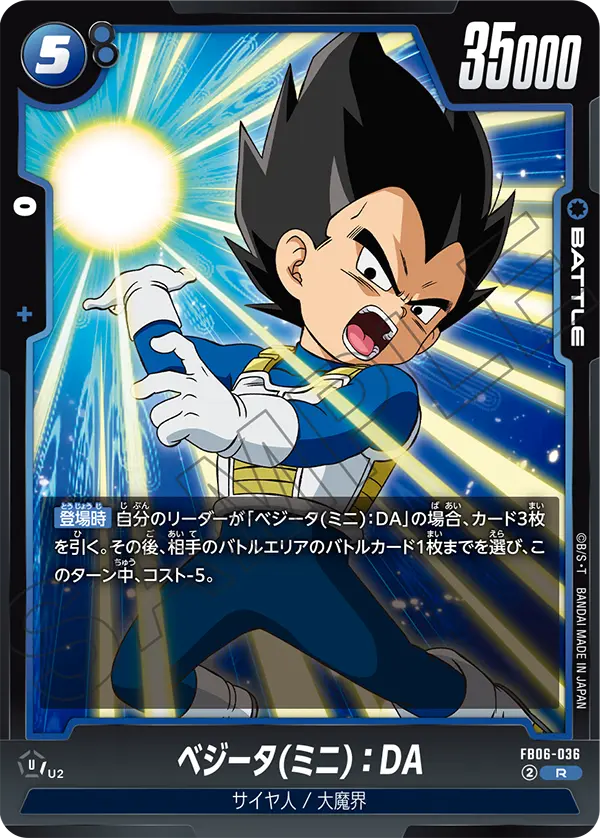 5
35000
0
+
BATTLE
登場時 自分のリーダーが「ベジータ(ミニ):DA」の場合、カード3枚
を引く。その後、相手のバトルエリアのバトルカード1枚までを選び、こ
のターン中、コスト-5。
©B/S・T BANDAI MADE IN JAPAN
SAMPLE
ベジータ(ミニ):DA
FB06-036
U U2
② R
サイヤ人 / 大魔界